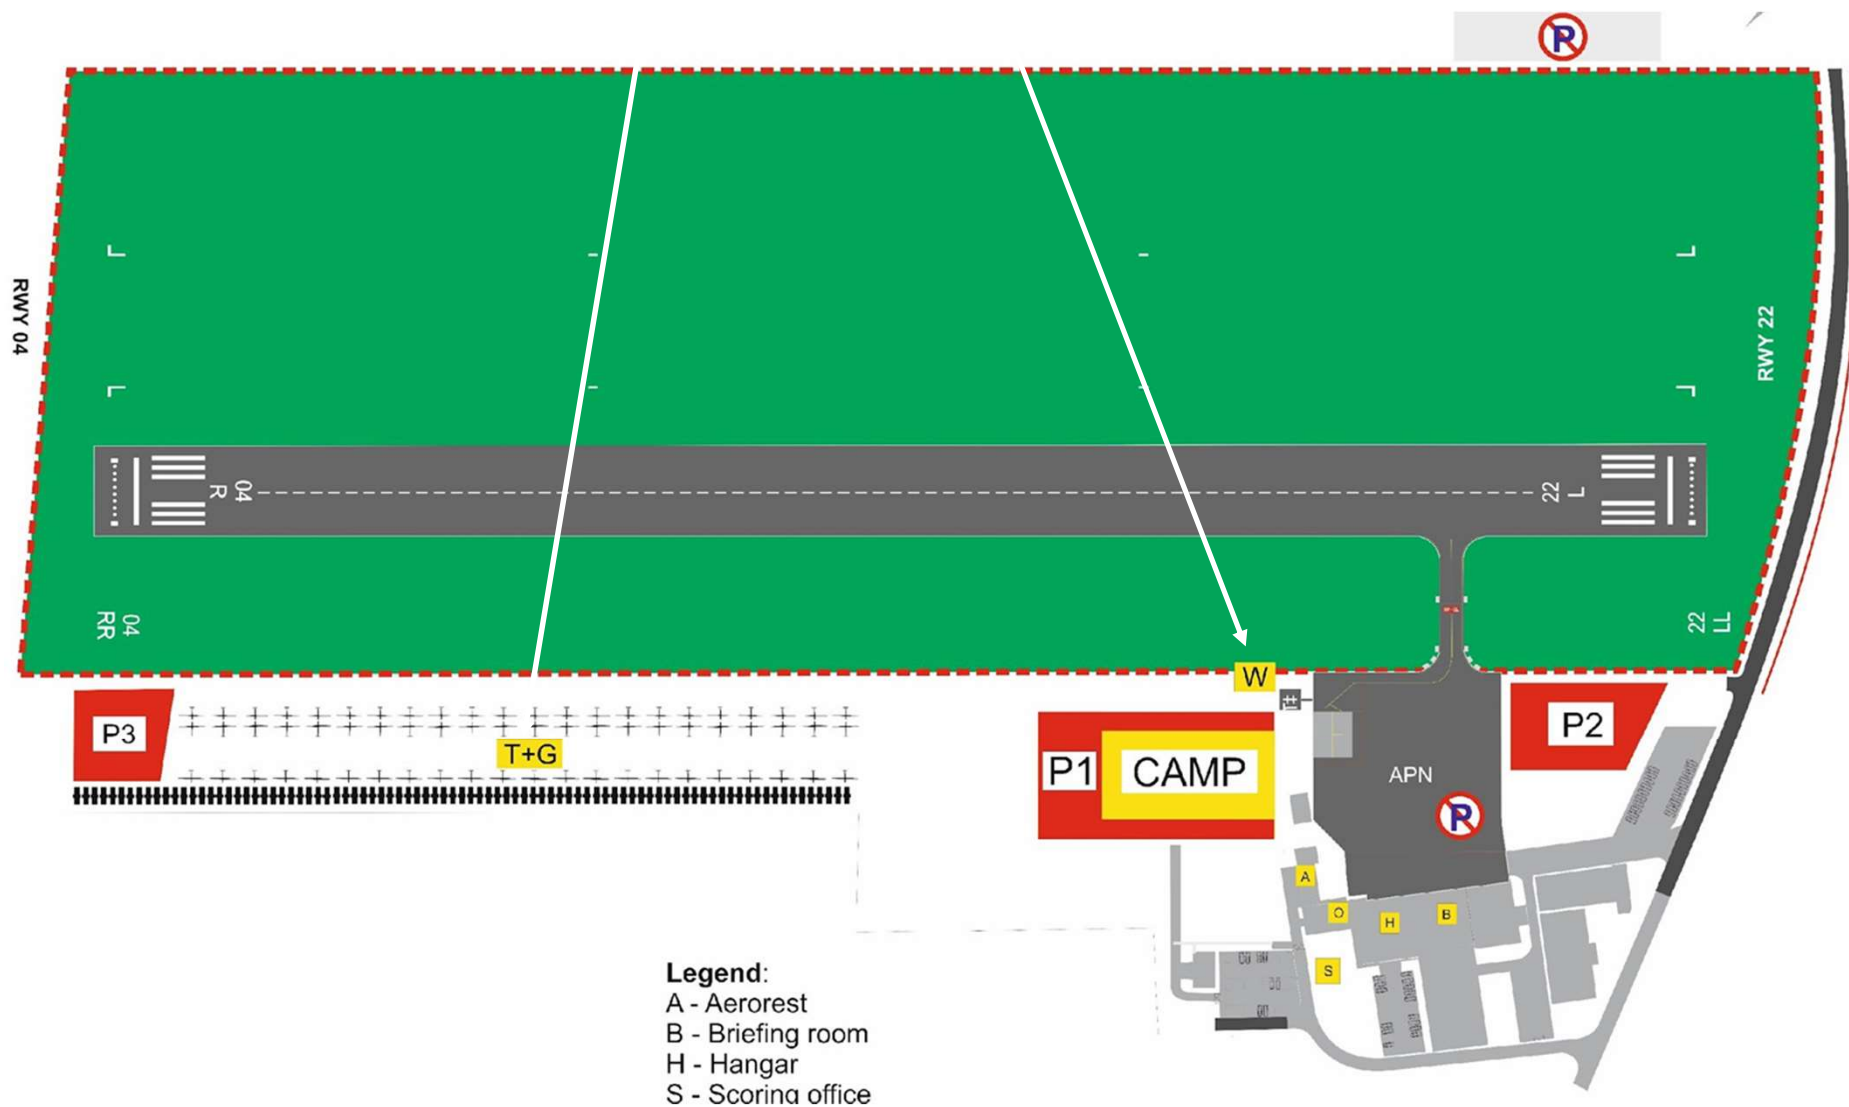 P
RWY 04
RWY 22
04
R
22
L
04
RR
22
LL
W
P3
T+G
P1
CAMP
P2
APN
P
A
O
H
B
S
Legend:
A - Aerorest
B - Briefing room
H - Hangar
S - Scoring office